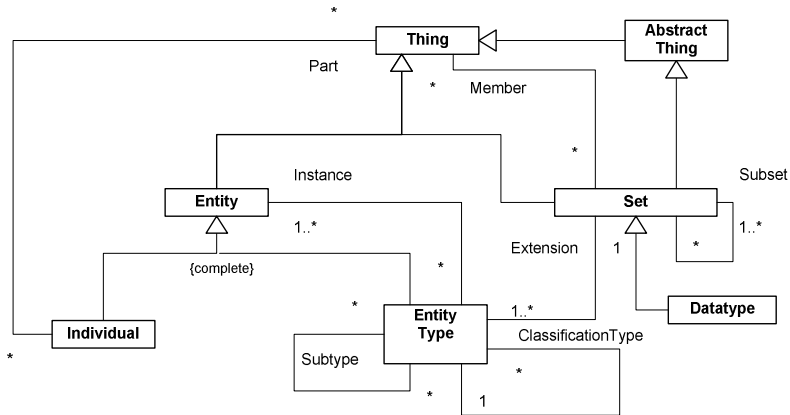 *
Thing
Abstract
Thing
Part
*
Member
*
Instance
Subset
Entity
Set
1..*
Extension
1
*
1..*
{complete}
*
*
1..*
Entity
Type
Datatype
Individual
ClassificationType
*
Subtype
*
*
1